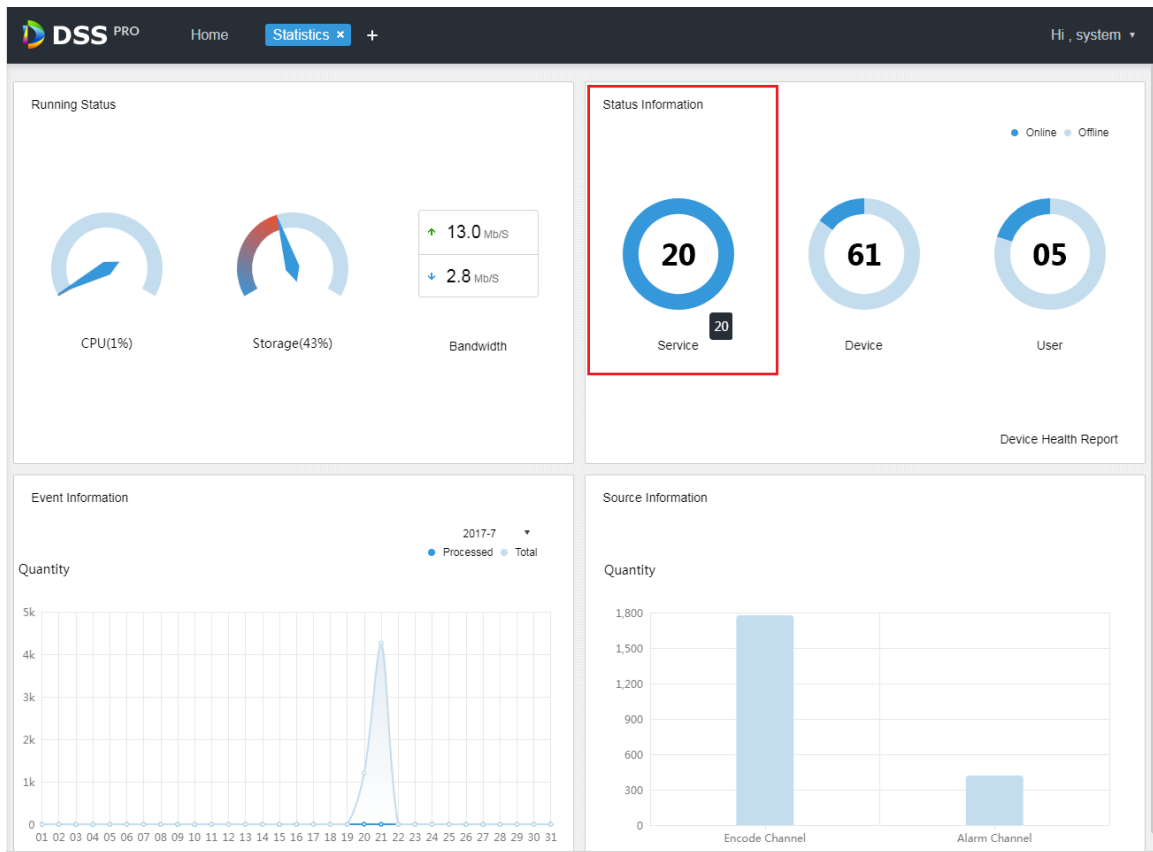 DSS PRO Home Statistics × + Hi , system ▾
Running Status
CPU(1%)
Storage(43%)
13.0 Mb/S
2.8 Mb/S
Bandwidth
Status Information
Online Offline
20 61 05
20
Service Device User
Device Health Report
Event Information
2017-7
Processed Total
Quantity
5k
4k
3k
2k
1k
0
01 02 03 04 05 06 07 08 09 10 11 12 13 14 15 16 17 18 19 20 21 22 23 24 25 26 27 28 29 30 31
Source Information
Quantity
1,800
1,500
1,200
900
600
300
0
Encode Channel Alarm Channel